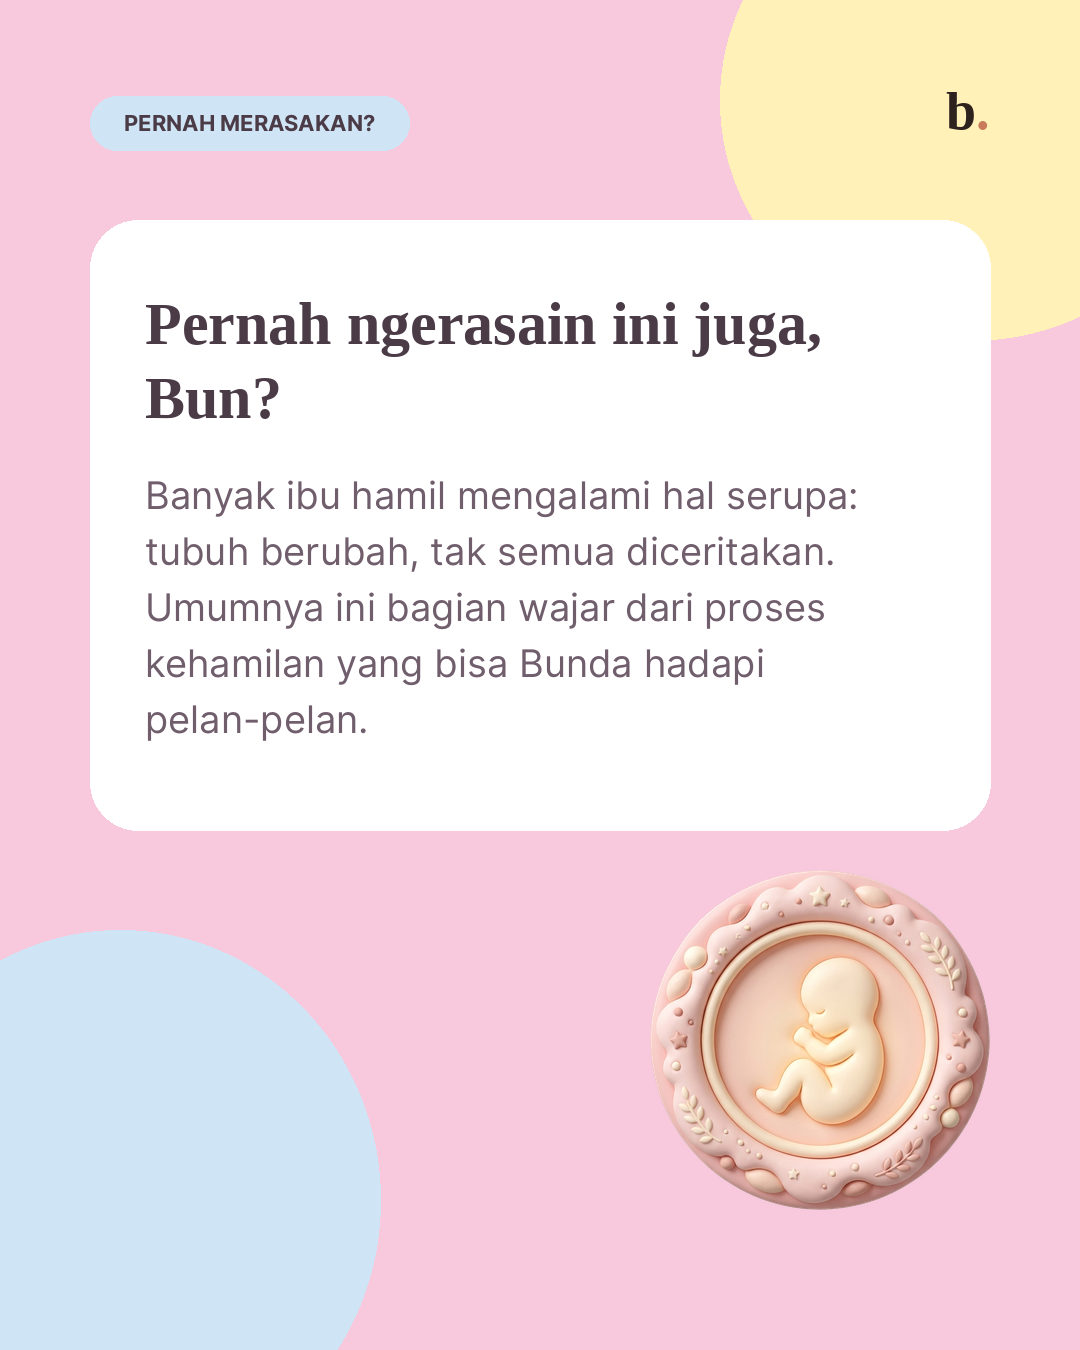 PERNAH MERASAKAN?
b.
Pernah ngerasain ini juga,
Bun?
Banyak ibu hamil mengalami hal serupa:
tubuh berubah, tak semua diceritakan.
Umumnya ini bagian wajar dari proses
kehamilan yang bisa Bunda hadapi
pelan-pelan.